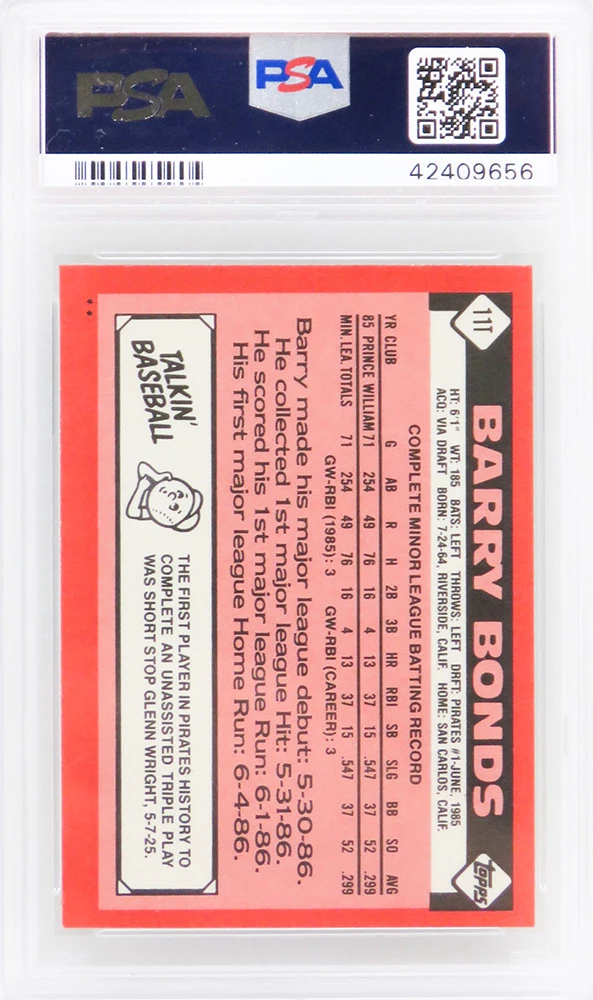 PSA
PSA
42409656
11T
BARRY BONDS
topps
HT: 6'1" WT: 185 BATS: LEFT THROWS: LEFT DRFT: PIRATES #1-JUNE, 1985
ACQ: VIA DRAFT BORN: 7-24-64, RIVERSIDE, CALIF. HOME: SAN CARLOS, CALIF.
COMPLETE MINOR LEAGUE BATTING RECORD
YR CLUB G AB R H 2B 3B HR RBI SB SLG BB SO AVG
85 PRINCE WILLIAM 71 254 49 76 16 4 13 37 15 .547 37 52 .299
MIN. LEA. TOTALS 71 254 49 76 16 4 13 37 15 .547 37 52 .299
GW-RBI (1985): 3 GW-RBI (CAREER): 3
Barry made his major league debut: 5-30-86.
He collected 1st major league Hit: 5-31-86.
He scored his 1st major league Run: 6-1-86.
His first major league Home Run: 6-4-86.
TALKIN'
BASEBALL
THE FIRST PLAYER IN PIRATES HISTORY TO
COMPLETE AN UNASSISTED TRIPLE PLAY
WAS SHORT STOP GLENN WRIGHT, 5-7-25.
**